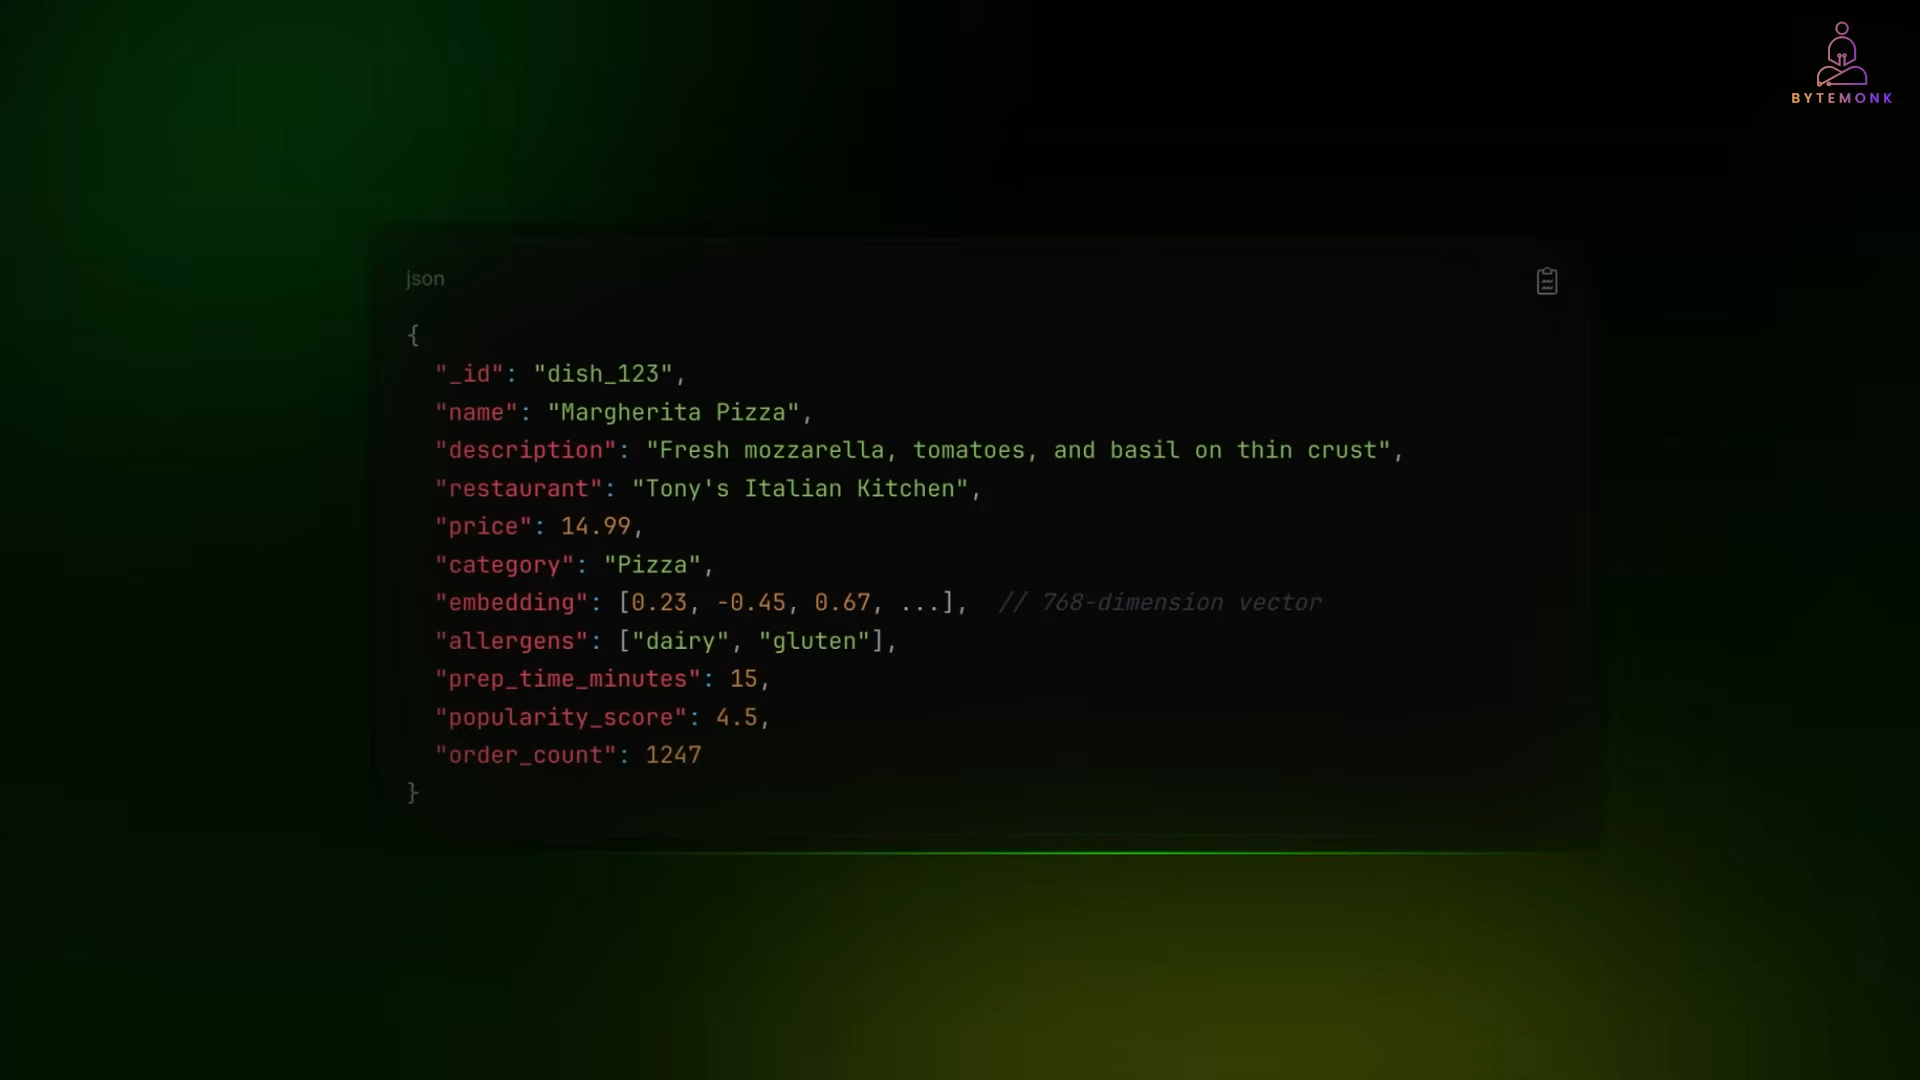 BYTEMONK
json
{
"_id": "dish_123",
"name": "Margherita Pizza",
"description": "Fresh mozzarella, tomatoes, and basil on thin crust",
"restaurant": "Tony's Italian Kitchen",
"price": 14.99,
"category": "Pizza",
"embedding": [0.23, -0.45, 0.67, ...],  // 768-dimension vector
"allergens": ["dairy", "gluten"],
"prep_time_minutes": 15,
"popularity_score": 4.5,
"order_count": 1247
}